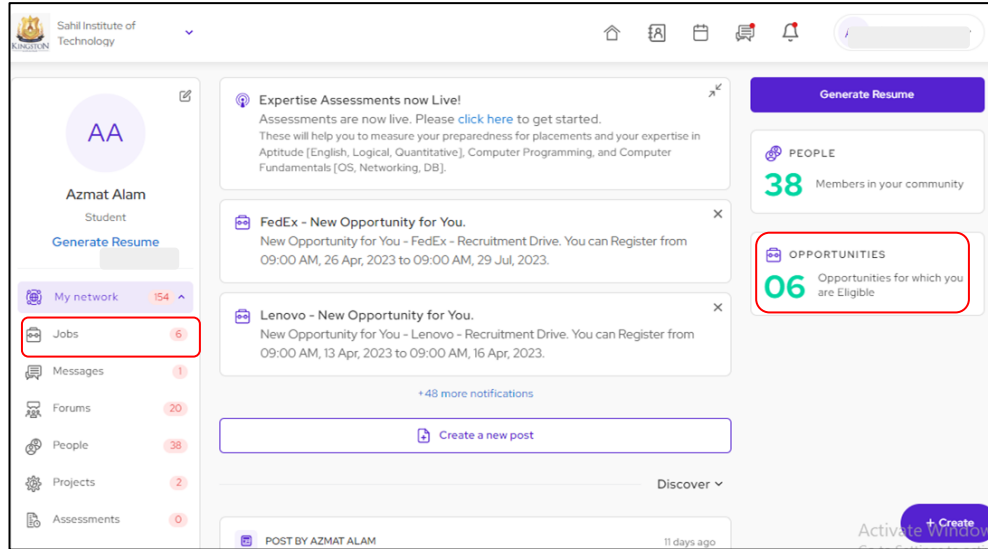 Sahil Institute of
Technology
KINGSTON
AA
Azmat Alam
Student
Generate Resume
My network 154
Jobs 6
Messages 1
Forums 20
People 38
Projects 2
Assessments 0
Expertise Assessments now Live!
Assessments are now live. Please click here to get started.
These will help you to measure your preparedness for placements and your expertise in
Aptitude [English, Logical, Quantitative], Computer Programming, and Computer
Fundamentals [OS, Networking, DB].
FedEx - New Opportunity for You.
New Opportunity for You - FedEx - Recruitment Drive. You can Register from
09:00 AM, 26 Apr, 2023 to 09:00 AM, 29 Jul, 2023.
Lenovo - New Opportunity for You.
New Opportunity for You - Lenovo - Recruitment Drive. You can Register from
09:00 AM, 13 Apr, 2023 to 09:00 AM, 16 Apr, 2023.
+48 more notifications
Create a new post
Discover
POST BY AZMAT ALAM 11 days ago
Generate Resume
PEOPLE
38 Members in your community
OPPORTUNITIES
06 Opportunities for which you
are Eligible
+ Create
Activate Window